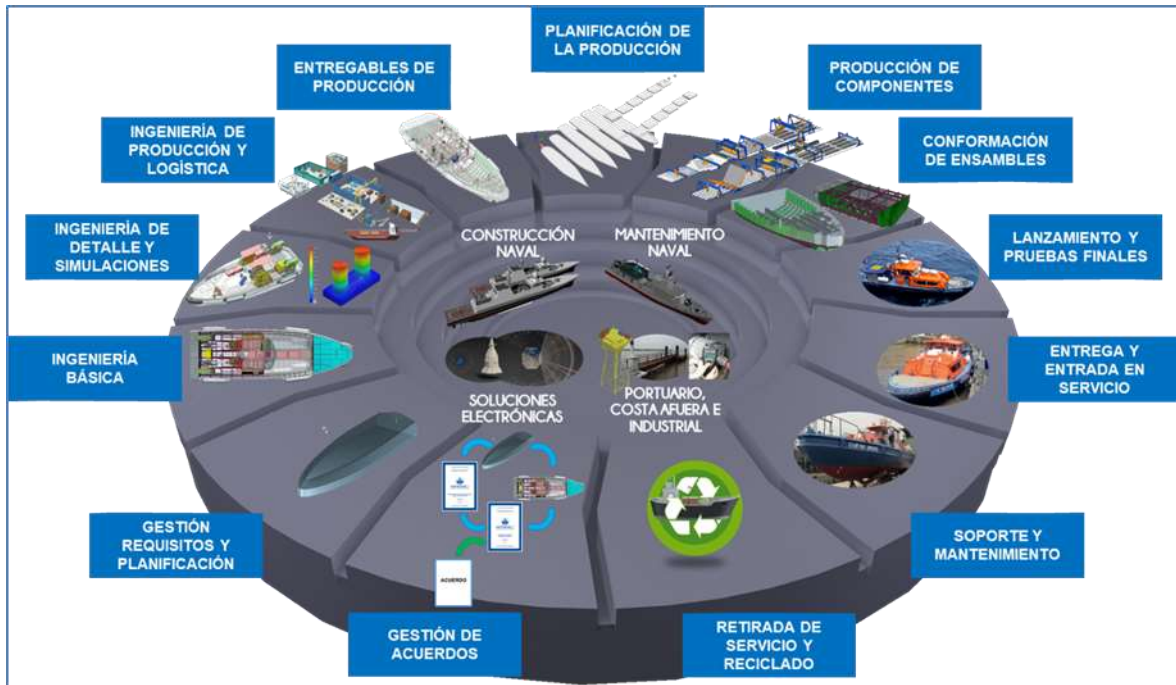 PLANIFICACIÓN DE
LA PRODUCCIÓN
ENTREGABLES DE
PRODUCCIÓN
PRODUCCIÓN DE
COMPONENTES
INGENIERÍA DE
PRODUCCIÓN Y
LOGÍSTICA
CONFORMACIÓN
DE ENSAMBLES
INGENIERÍA DE
DETALLE Y
SIMULACIONES
CONSTRUCCIÓN
NAVAL
MANTENIMIENTO
NAVAL
LANZAMIENTO Y
PRUEBAS FINALES
INGENIERÍA
BÁSICA
ENTREGA Y
ENTRADA EN
SERVICIO
SOLUCIONES
ELECTRÓNICAS
PORTUARIO,
COSTA AFUERA E
INDUSTRIAL
GESTIÓN
REQUISITOS Y
PLANIFICACIÓN
SOPORTE Y
MANTENIMIENTO
ACUERDO
GESTIÓN DE
ACUERDOS
RETIRADA DE
SERVICIO Y
RECICLADO